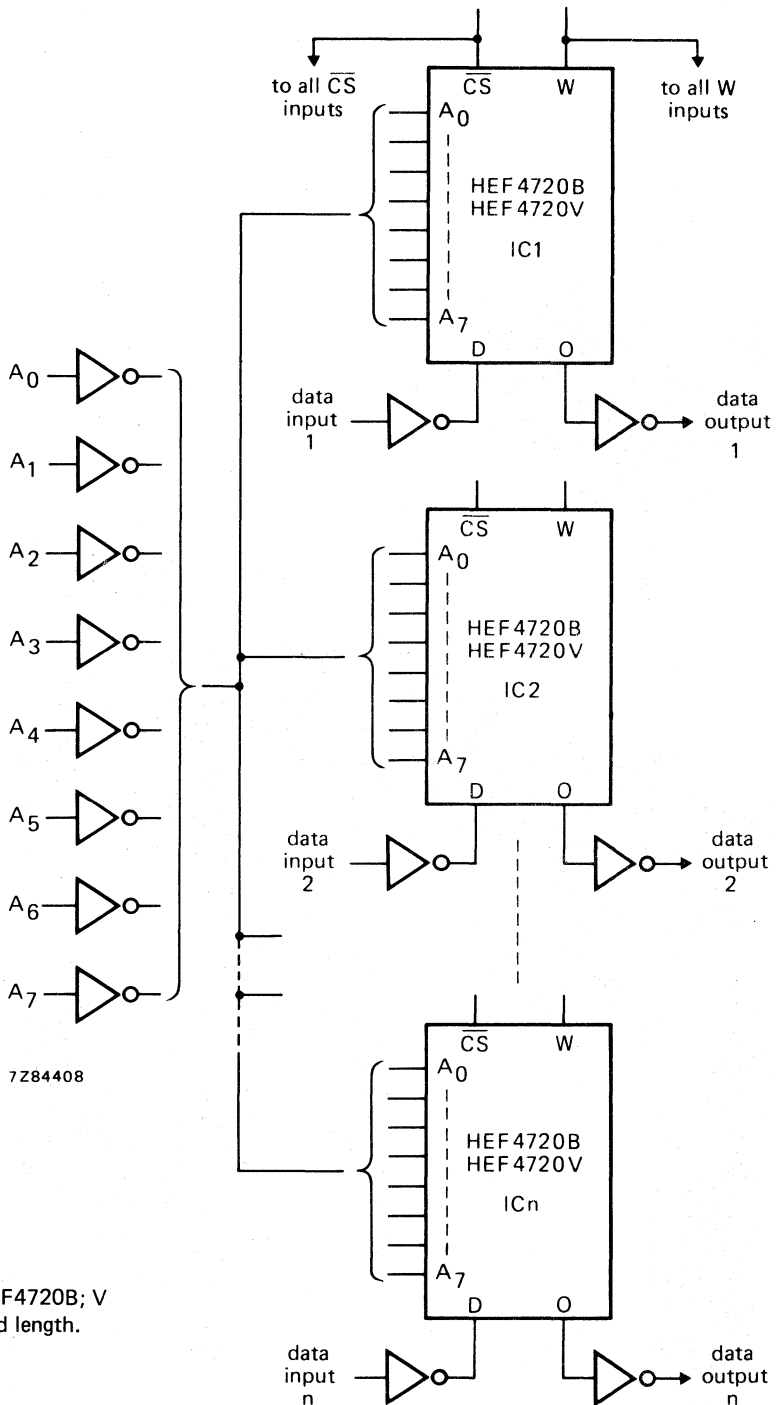 to all CS inputs
to all W inputs
CS W
A0
HEF4720B
HEF4720V
IC1
A7
D O
data input 1
data output 1
A0
A1
A2
A3
A4
A5
A6
A7
CS W
A0
HEF4720B
HEF4720V
IC2
A7
D O
data input 2
data output 2
CS W
A0
HEF4720B
HEF4720V
ICn
A7
D O
data input n
data output n
7Z84408
F4720B; V
d length.